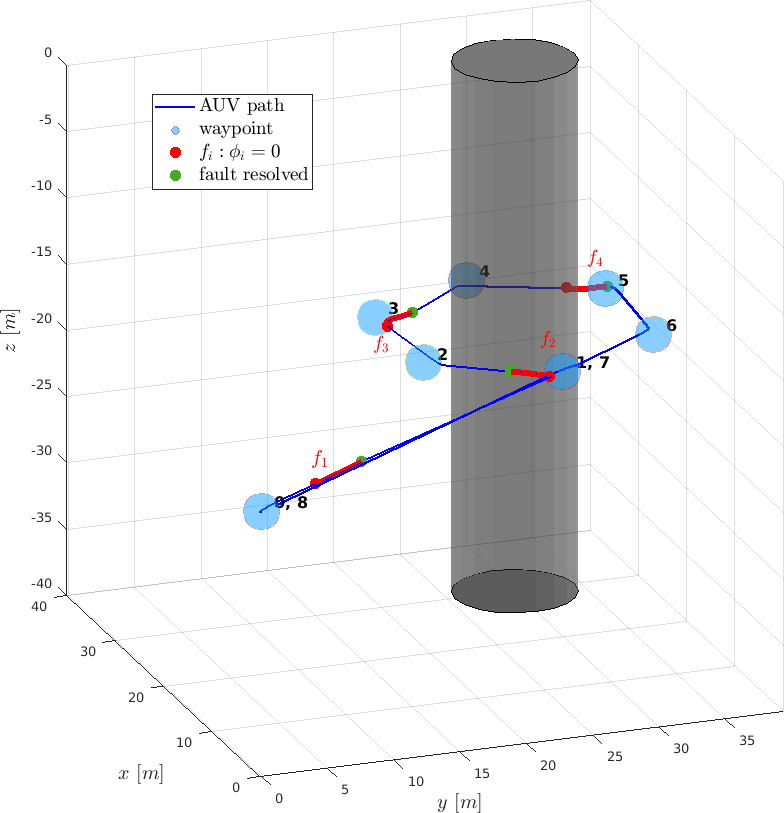 0
-5
-10
-15
-20
-25
-30
-35
-40
z [m]
AUV path
waypoint
f_i : ϕ_i = 0
fault resolved
4
f_4
5
3
f_3
f_2
6
2
1, 7
f_1
9, 8
40
30
20
10
0
x [m]
0
5
10
15
20
25
30
35
y [m]